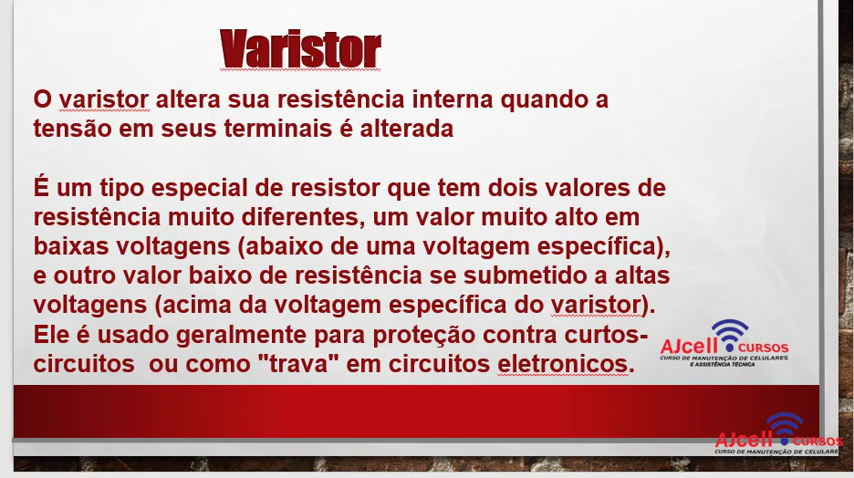 Varistor
O varistor altera sua resistência interna quando a
tensão em seus terminais é alterada
É um tipo especial de resistor que tem dois valores de
resistência muito diferentes, um valor muito alto em
baixas voltagens (abaixo de uma voltagem específica),
e outro valor baixo de resistência se submetido a altas
voltagens (acima da voltagem específica do varistor).
Ele é usado geralmente para proteção contra curtos-
circuitos  ou como "trava" em circuitos eletronicos.
AJcell CURSOS
CURSO DE MANUTENÇÃO DE CELULARES
E ASSISTÊNCIA TÉCNICA
AJcell CURSOS
CURSO DE MANUTENÇÃO DE CELULARE